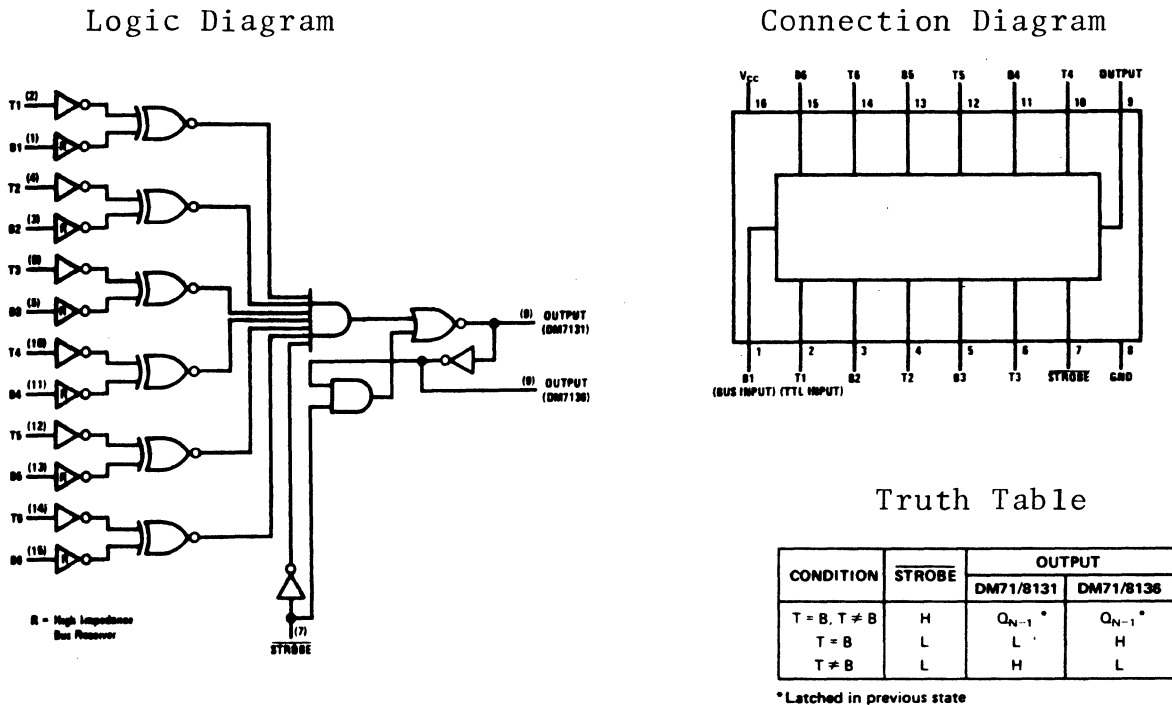 Logic Diagram
T1 (2)
B1 (1)
T2 (4)
B2 (3)
T3 (6)
B3 (5)
T4 (10)
B4 (11)
T5 (12)
B5 (13)
T6 (14)
B6 (15)
(9) OUTPUT
(DM7131)
(9) OUTPUT
(DM7136)
(7)
STROBE
R = High Impedance
Bus Receiver
Connection Diagram
VCC B6 T6 B5 T5 B4 T4 OUTPUT
16 15 14 13 12 11 10 9
1 2 3 4 5 6 7 8
B1 T1 B2 T2 B3 T3 STROBE GND
(BUS INPUT) (TTL INPUT)
Truth Table
CONDITION STROBE OUTPUT
DM71/8131 DM71/8136
T = B, T ≠ B H QN-1* QN-1*
T = B L L H
T ≠ B L H L
*Latched in previous state